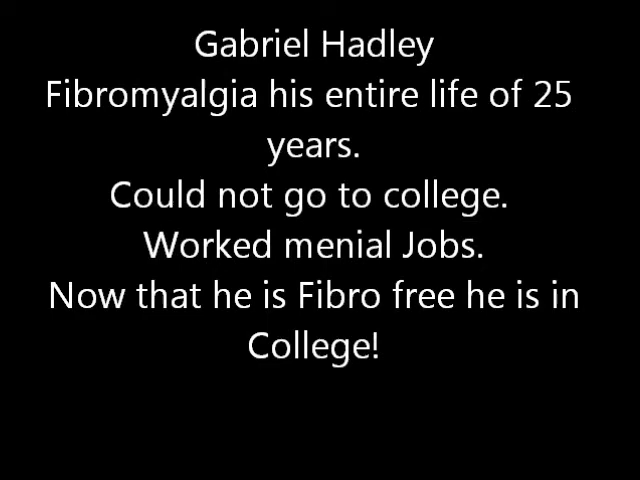 Gabriel Hadley
Fibromyalgia his entire life of 25
years.
Could not go to college.
Worked menial Jobs.
Now that he is Fibro free he is in
College!